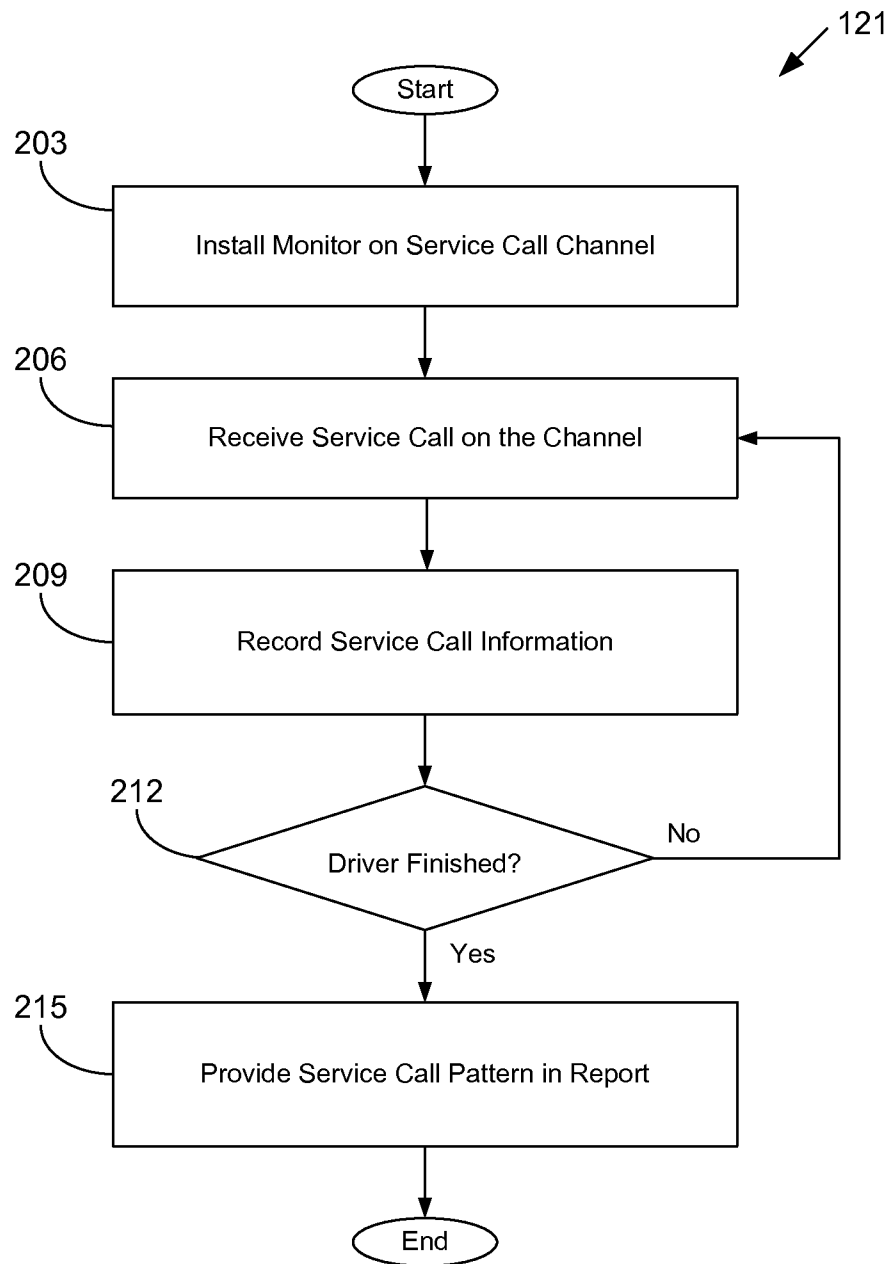 121
Start
203
Install Monitor on Service Call Channel
206
Receive Service Call on the Channel
209
Record Service Call Information
212
Driver Finished?
No
Yes
215
Provide Service Call Pattern in Report
End